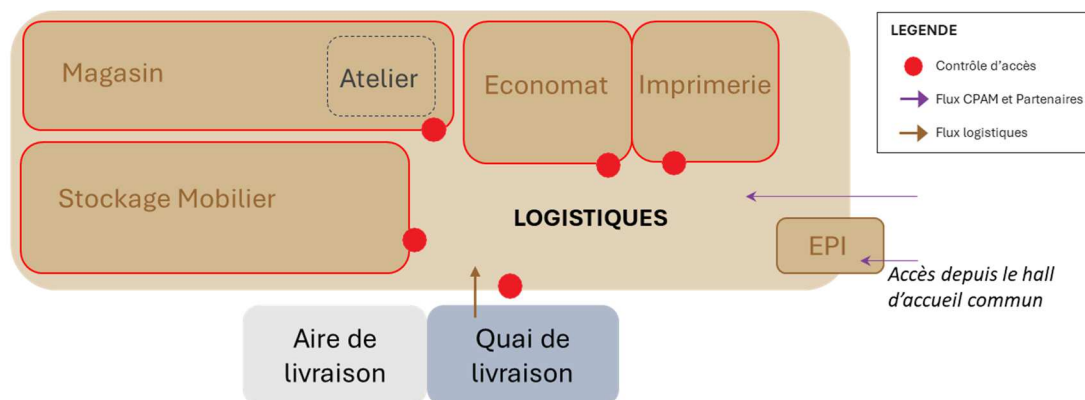 Magasin
Atelier
Economat
Imprimerie
LEGENDE
Contrôle d'accès
Flux CPAM et Partenaires
Flux logistiques
Stockage Mobilier
LOGISTIQUES
EPI
Accès depuis le hall
d'accueil commun
Aire de
livraison
Quai de
livraison